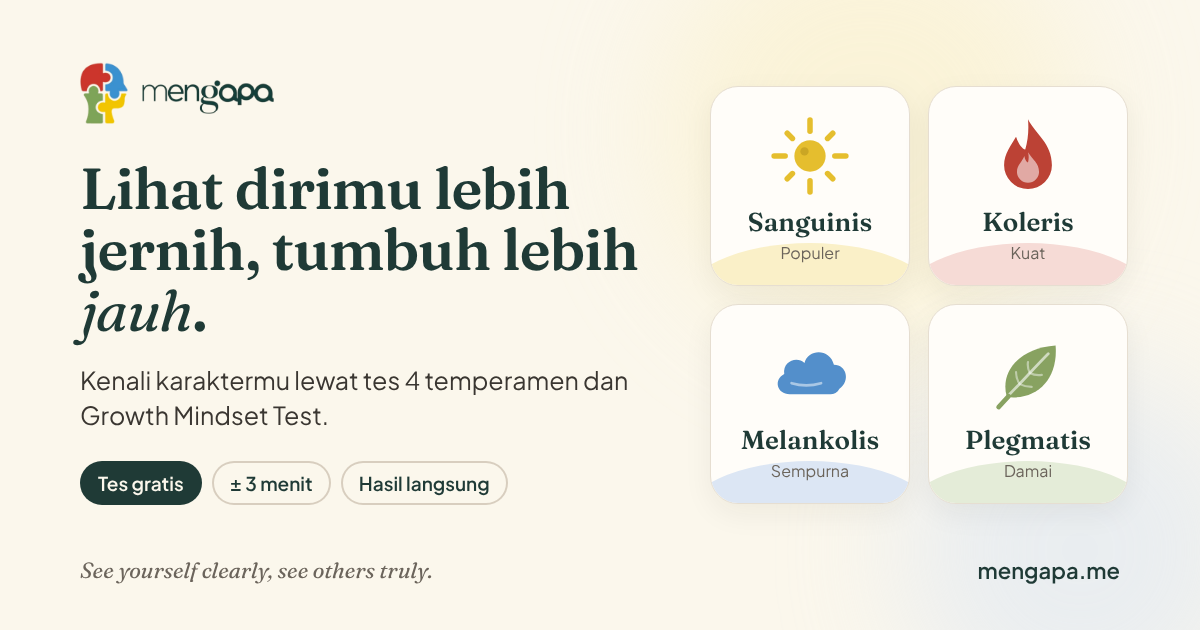 mengapa
Lihat dirimu lebih
jernih, tumbuh lebih
jauh.
Kenali karaktermu lewat tes 4 temperamen dan
Growth Mindset Test.
Tes gratis
± 3 menit
Hasil langsung
See yourself clearly, see others truly.
Sanguinis
Populer
Koleris
Kuat
Melankolis
Sempurna
Plegmatis
Damai
mengapa.me